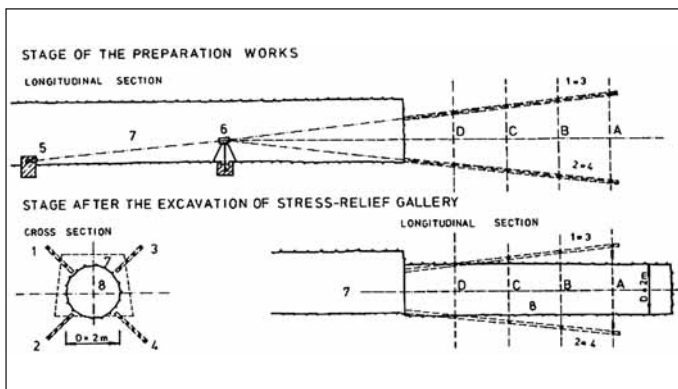 STAGE OF THE PREPARATION WORKS
LONGITUDINAL SECTION
1=3
6
7
D C B A
5
2=4
STAGE AFTER THE EXCAVATION OF STRESS-RELIEF GALLERY
LONGITUDINAL SECTION
CROSS SECTION
1=3
1 3
7
8
D C B A
D=2m
7
8
2 4
D=2m
2=4